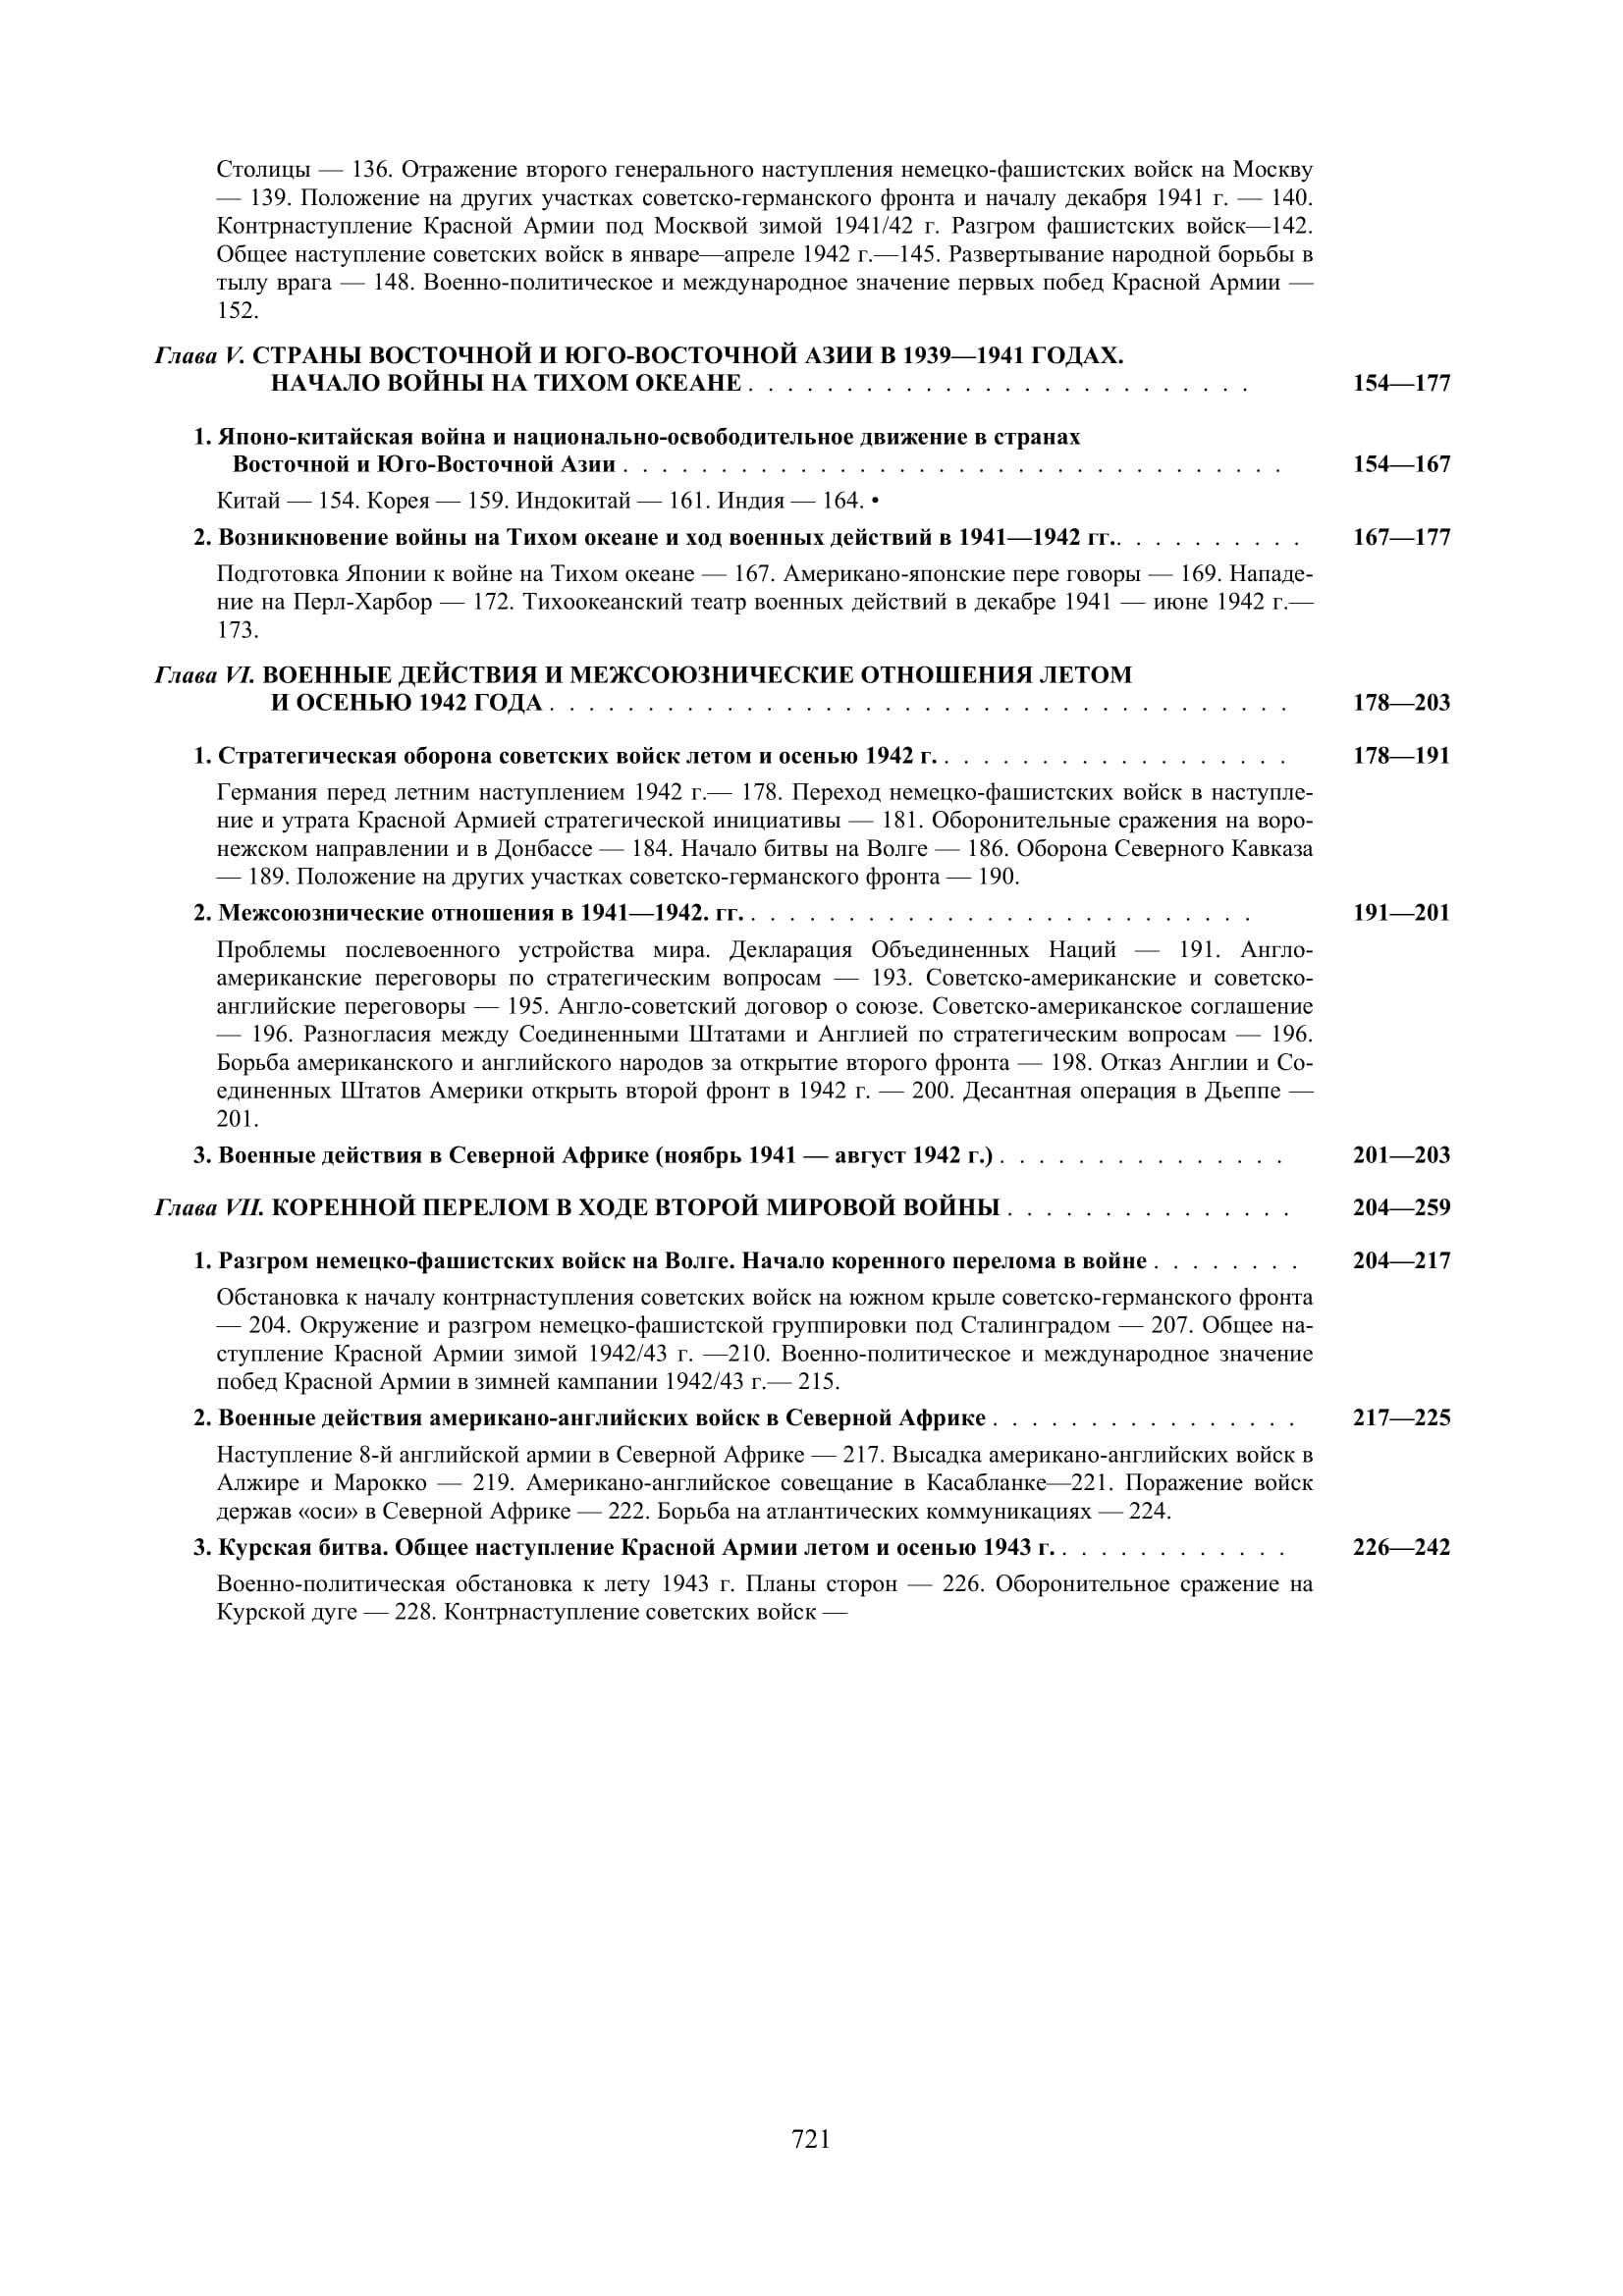 Столицы — 136. Отражение второго генерального наступления немецко-фашистских войск на Москву
— 139. Положение на других участках советско-германского фронта и началу декабря 1941 г. — 140.
Контрнаступление Красной Армии под Москвой зимой 1941/42 г. Разгром фашистских войск—142.
Общее наступление советских войск в январе—апреле 1942 г.—145. Развертывание народной борьбы в
тылу врага — 148. Военно-политическое и международное значение первых побед Красной Армии —
152.
Глава V. СТРАНЫ ВОСТОЧНОЙ И ЮГО-ВОСТОЧНОЙ АЗИИ В 1939—1941 ГОДАХ.
НАЧАЛО ВОЙНЫ НА ТИХОМ ОКЕАНЕ . . . . . . . . . . . . . . . . . . . . . . . . . . 154—177
1. Японо-китайская война и национально-освободительное движение в странах
Восточной и Юго-Восточной Азии . . . . . . . . . . . . . . . . . . . . . . . . . . . . . . . . . . 154—167
Китай — 154. Корея — 159. Индокитай — 161. Индия — 164. •
2. Возникновение войны на Тихом океане и ход военных действий в 1941—1942 гг.. . . . . . . . . . 167—177
Подготовка Японии к войне на Тихом океане — 167. Американо-японские пере говоры — 169. Нападе-
ние на Перл-Харбор — 172. Тихоокеанский театр военных действий в декабре 1941 — июне 1942 г.—
173.
Глава VI. ВОЕННЫЕ ДЕЙСТВИЯ И МЕЖСОЮЗНИЧЕСКИЕ ОТНОШЕНИЯ ЛЕТОМ
И ОСЕНЬЮ 1942 ГОДА . . . . . . . . . . . . . . . . . . . . . . . . . . . . . . . . . . . . . . 178—203
1. Стратегическая оборона советских войск летом и осенью 1942 г. . . . . . . . . . . . . . . . . . . 178—191
Германия перед летним наступлением 1942 г.— 178. Переход немецко-фашистских войск в наступле-
ние и утрата Красной Армией стратегической инициативы — 181. Оборонительные сражения на воро-
нежском направлении и в Донбассе — 184. Начало битвы на Волге — 186. Оборона Северного Кавказа
— 189. Положение на других участках советско-германского фронта — 190.
2. Межсоюзнические отношения в 1941—1942. гг. . . . . . . . . . . . . . . . . . . . . . . . . . . 191—201
Проблемы послевоенного устройства мира. Декларация Объединенных Наций — 191. Англо-
американские переговоры по стратегическим вопросам — 193. Советско-американские и советско-
английские переговоры — 195. Англо-советский договор о союзе. Советско-американское соглашение
— 196. Разногласия между Соединенными Штатами и Англией по стратегическим вопросам — 196.
Борьба американского и английского народов за открытие второго фронта — 198. Отказ Англии и Со-
единенных Штатов Америки открыть второй фронт в 1942 г. — 200. Десантная операция в Дьеппе —
201.
3. Военные действия в Северной Африке (ноябрь 1941 — август 1942 г.) . . . . . . . . . . . . . . . 201—203
Глава VII. КОРЕННОЙ ПЕРЕЛОМ В ХОДЕ ВТОРОЙ МИРОВОЙ ВОЙНЫ . . . . . . . . . . . . . . . 204—259
1. Разгром немецко-фашистских войск на Волге. Начало коренного перелома в войне . . . . . . . . 204—217
Обстановка к началу контрнаступления советских войск на южном крыле советско-германского фронта
— 204. Окружение и разгром немецко-фашистской группировки под Сталинградом — 207. Общее на-
ступление Красной Армии зимой 1942/43 г. —210. Военно-политическое и международное значение
побед Красной Армии в зимней кампании 1942/43 г.— 215.
2. Военные действия американо-английских войск в Северной Африке . . . . . . . . . . . . . . . . 217—225
Наступление 8-й английской армии в Северной Африке — 217. Высадка американо-английских войск в
Алжире и Марокко — 219. Американо-английское совещание в Касабланке—221. Поражение войск
держав «оси» в Северной Африке — 222. Борьба на атлантических коммуникациях — 224.
3. Курская битва. Общее наступление Красной Армии летом и осенью 1943 г. . . . . . . . . . . . . 226—242
Военно-политическая обстановка к лету 1943 г. Планы сторон — 226. Оборонительное сражение на
Курской дуге — 228. Контрнаступление советских войск —
721